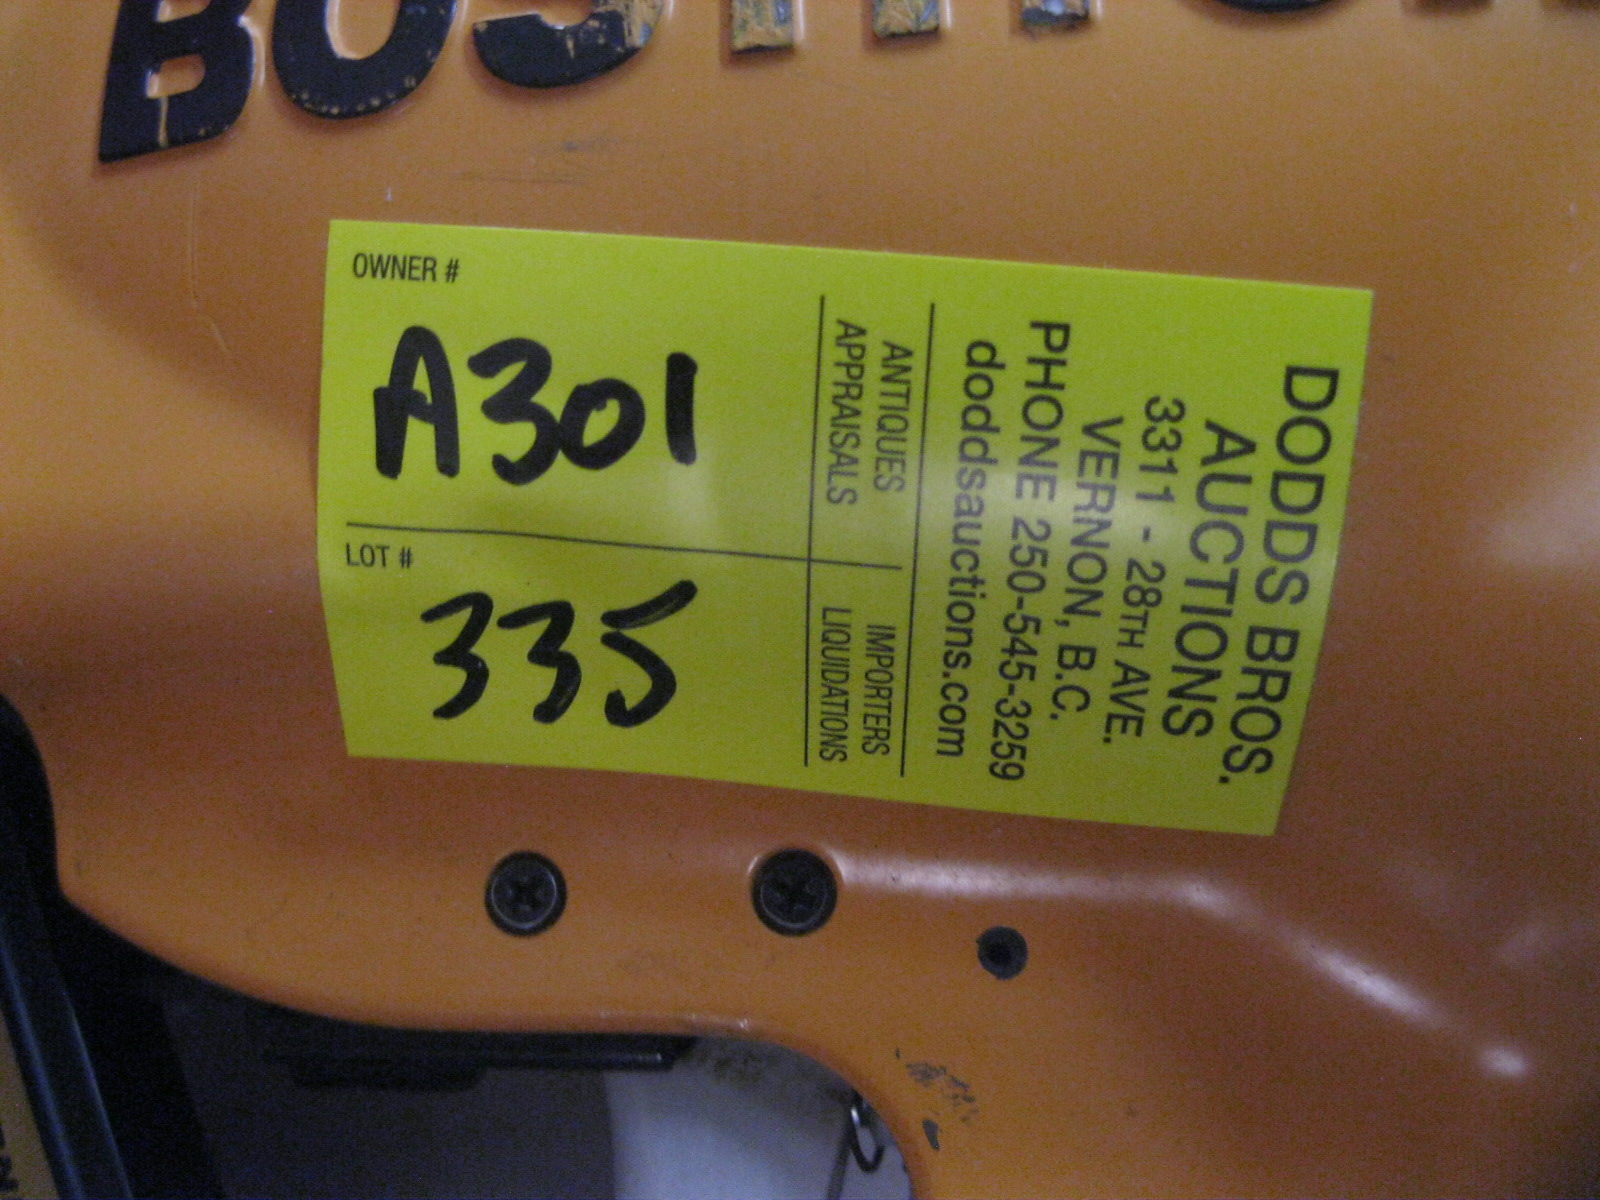 OWNER #
A301
LOT #
335
DODDS BROS.
AUCTIONS
3311 - 28TH AVE.
VERNON, B.C.
PHONE 250-545-3259
doddsauctions.com
ANTIQUES
APPRAISALS
IMPORTERS
LIQUIDATIONS